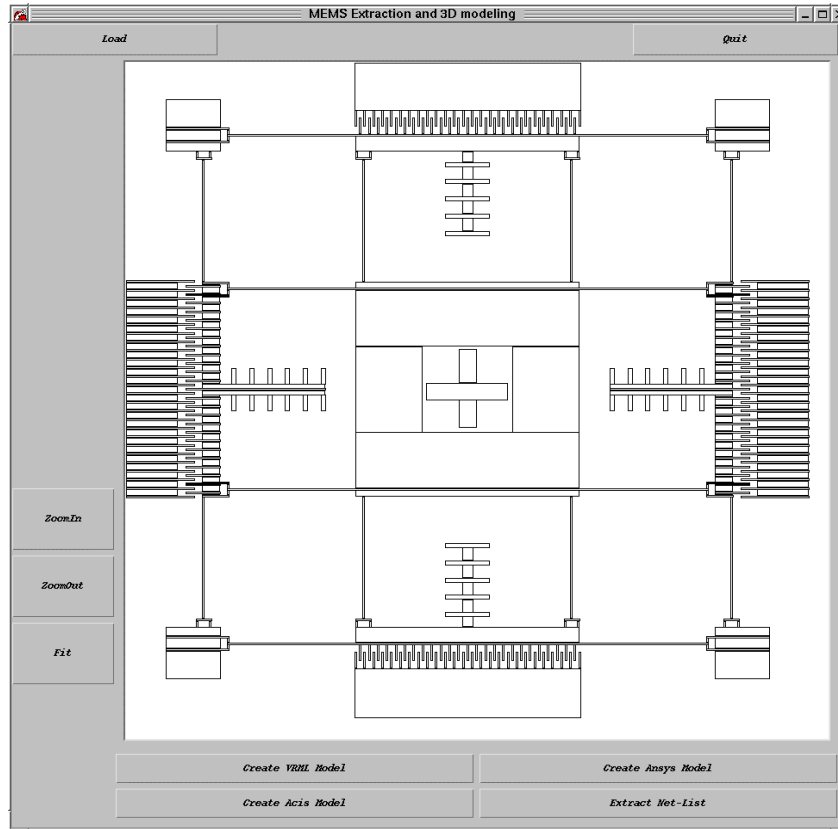 MEMS Extraction and 3D modeling
Load
Quit
ZoomIn
ZoomOut
Fit
Create VRML Model
Create Ansys Model
Create Acis Model
Extract Net-List